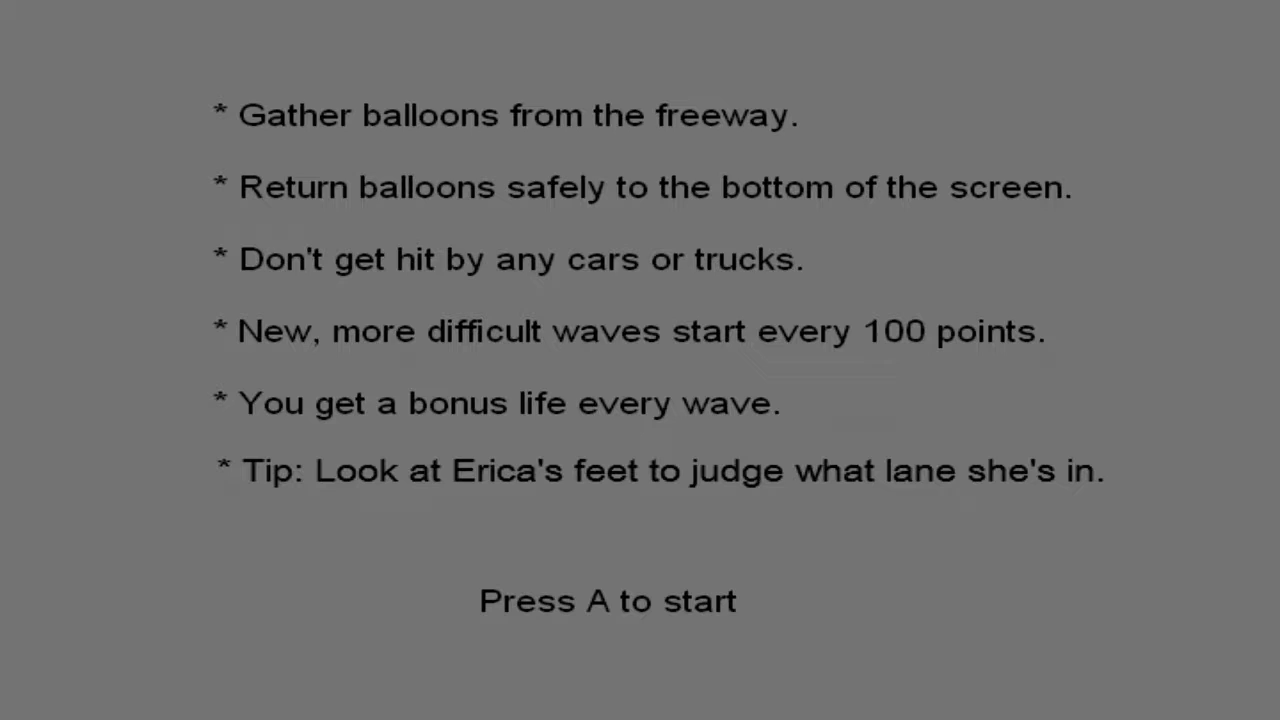 * Gather balloons from the freeway.
* Return balloons safely to the bottom of the screen.
* Don't get hit by any cars or trucks.
* New, more difficult waves start every 100 points.
* You get a bonus life every wave.
* Tip: Look at Erica's feet to judge what lane she's in.
Press A to start